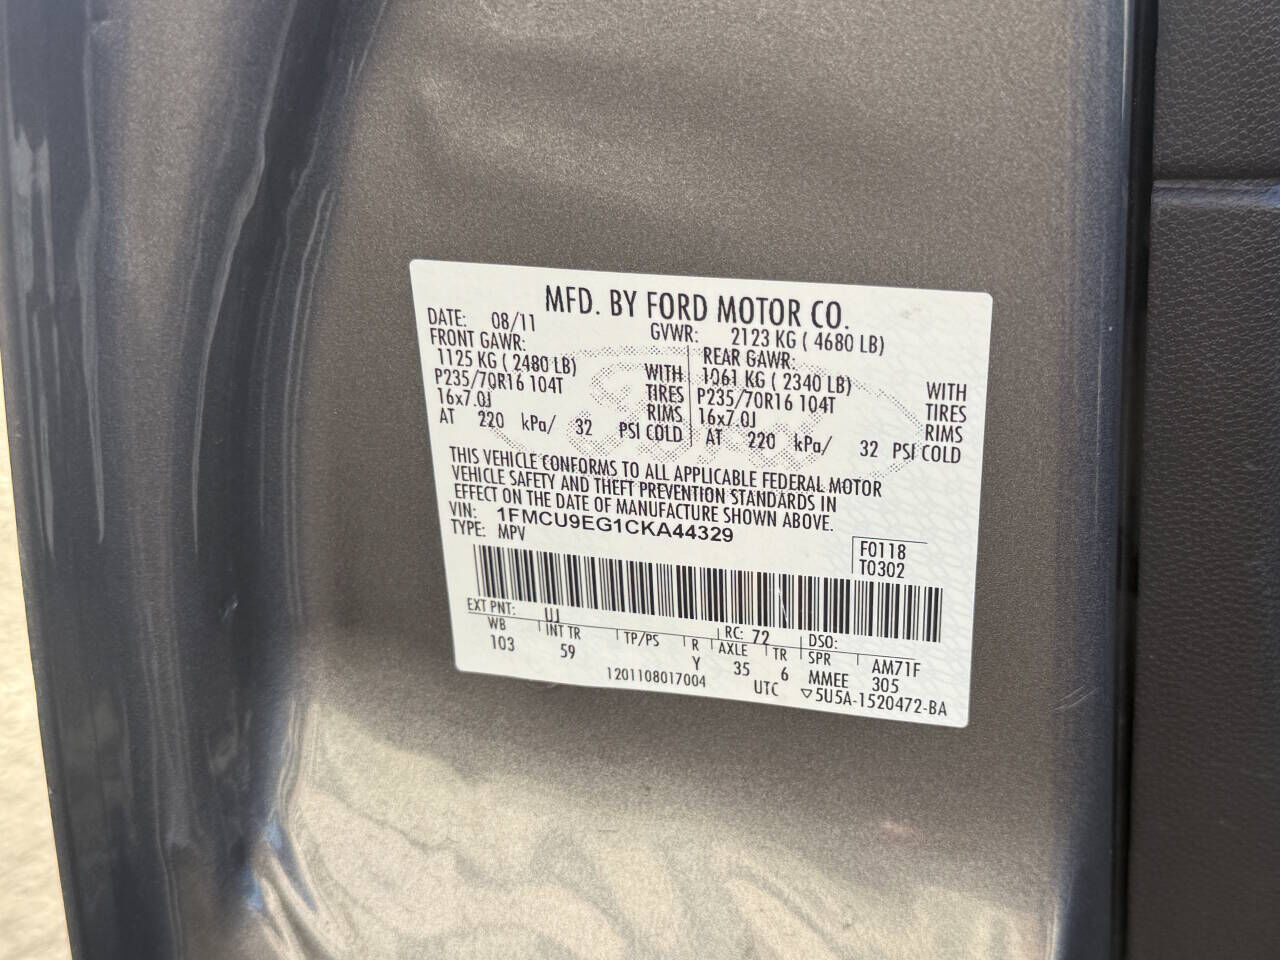 MFD. BY FORD MOTOR CO.
DATE: 08/11 GVWR: 2123 KG ( 4680 LB)
FRONT GAWR: REAR GAWR:
1125 KG ( 2480 LB) WITH 1061 KG ( 2340 LB) WITH
P235/70R16 104T TIRES P235/70R16 104T TIRES
16x7.0J RIMS 16x7.0J RIMS
AT 220 kPa/ 32 PSI COLD AT 220 kPa/ 32 PSI COLD
THIS VEHICLE CONFORMS TO ALL APPLICABLE FEDERAL MOTOR
VEHICLE SAFETY AND THEFT PREVENTION STANDARDS IN
EFFECT ON THE DATE OF MANUFACTURE SHOWN ABOVE.
VIN: 1FMCU9EG1CKA44329
TYPE: MPV
F0118
T0302
EXT PNT: UJ RC: 72 DSO:
WB INT TR TP/PS R AXLE TR SPR AM71F
103 59 Y 35 6 MMEE 305
1201108017004 UTC ▽5U5A-1520472-BA